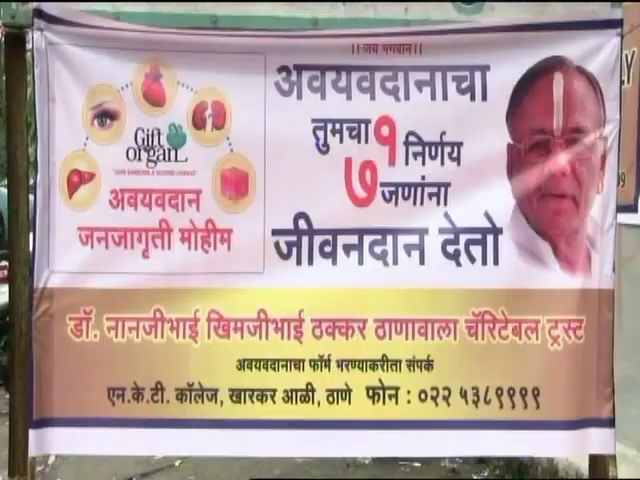 ।। जय भगवान।।
अवयवदानाचा
तुमचा १ निर्णय
७ जणांना
जीवनदान देतो
Gift
organ
अवयवदान
जनजागृती मोहीम
डॉ. नानजीभाई खिमजीभाई ठक्कर ठाणावाला चॅरिटेबल ट्रस्ट
अवयवदानाचा फॉर्म भरण्याकरीता संपर्क
एन.के.टी. कॉलेज, खारकर आळी, ठाणे फोन : ०२२ ५३८९९९९